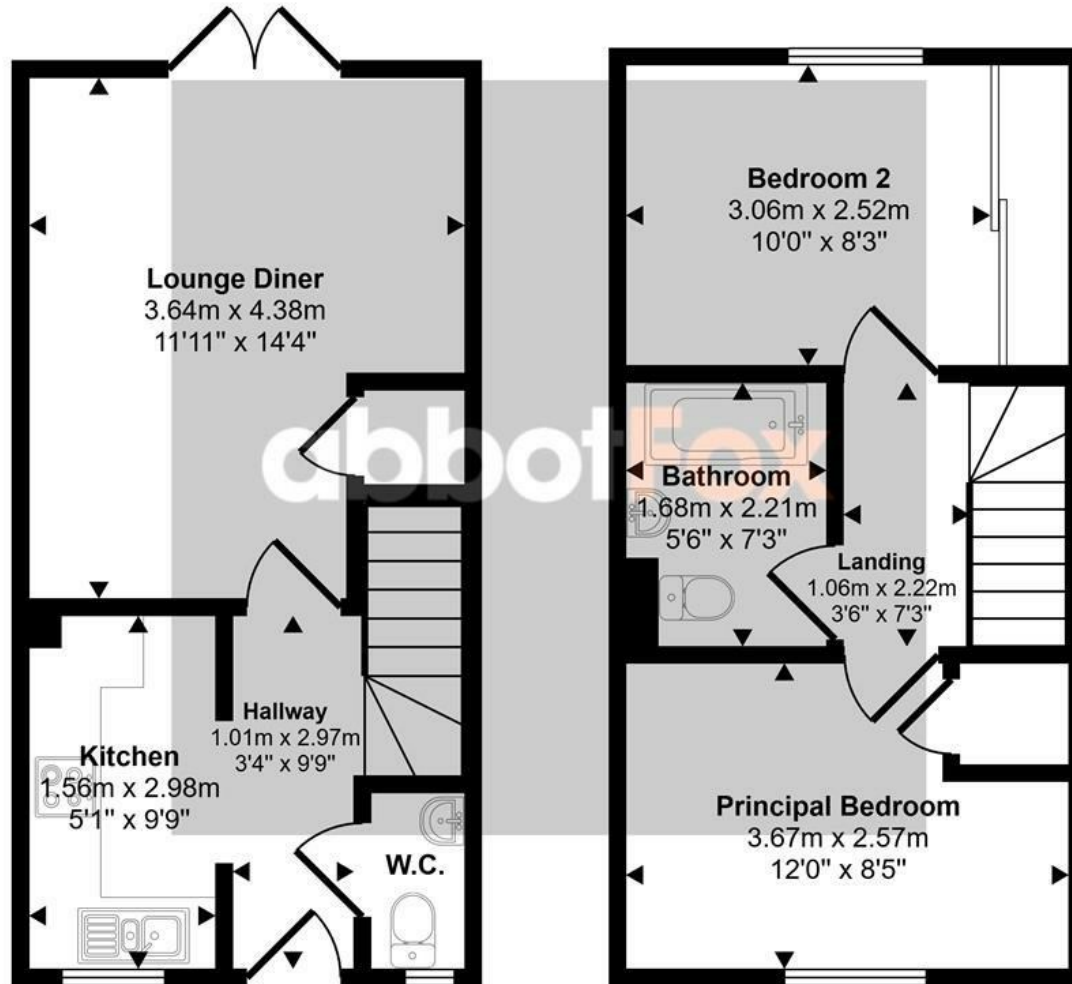 Lounge Diner
3.64m x 4.38m
11'11" x 14'4"
Kitchen
1.56m x 2.98m
5'1" x 9'9"
Hallway
1.01m x 2.97m
3'4" x 9'9"
W.C.
Bedroom 2
3.06m x 2.52m
10'0" x 8'3"
abbotFox
Bathroom
1.68m x 2.21m
5'6" x 7'3"
Landing
1.06m x 2.22m
3'6" x 7'3"
Principal Bedroom
3.67m x 2.57m
12'0" x 8'5"